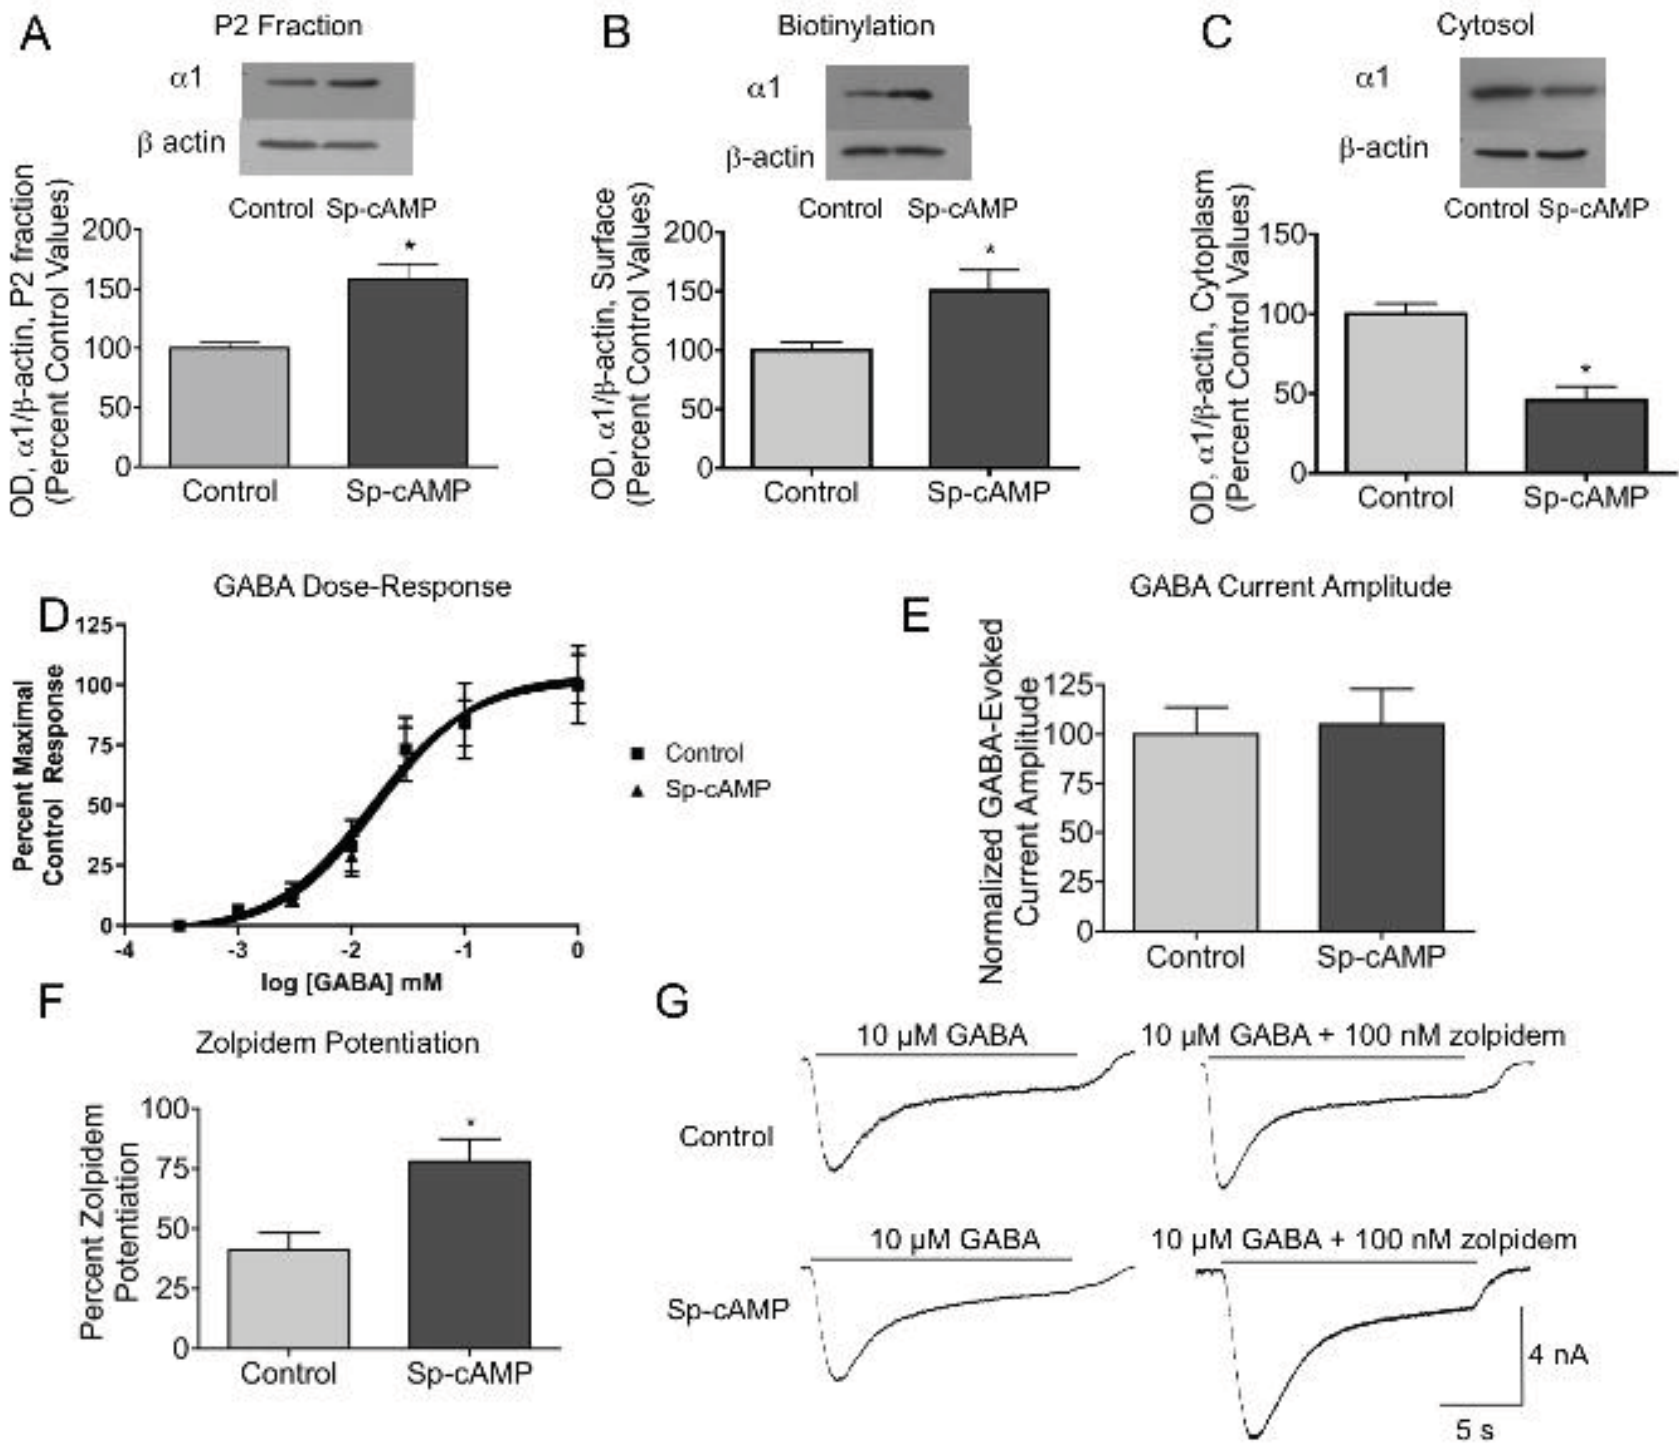 A
P2 Fraction
α1
β actin
Control Sp-cAMP
OD, α1/β-actin, P2 fraction
(Percent Control Values)
200
150
100
50
0
*
Control
Sp-cAMP
B
Biotinylation
α1
β-actin
Control Sp-cAMP
OD, α1/β-actin, Surface
(Percent Control Values)
200
150
100
50
0
*
Control
Sp-cAMP
C
Cytosol
α1
β-actin
Control Sp-cAMP
OD, α1/β-actin, Cytoplasm
(Percent Control Values)
150
100
50
0
*
Control
Sp-cAMP
D
GABA Dose-Response
Percent Maximal
Control Response
125
100
75
50
25
0
-4 -3 -2 -1 0
log [GABA] mM
Control
Sp-cAMP
E
GABA Current Amplitude
Normalized GABA-Evoked
Current Amplitude
125
100
75
50
25
0
Control
Sp-cAMP
F
Zolpidem Potentiation
Percent Zolpidem
Potentiation
100
75
50
25
0
*
Control
Sp-cAMP
G
10 µM GABA
10 µM GABA + 100 nM zolpidem
Control
10 µM GABA
10 µM GABA + 100 nM zolpidem
Sp-cAMP
4 nA
5 s